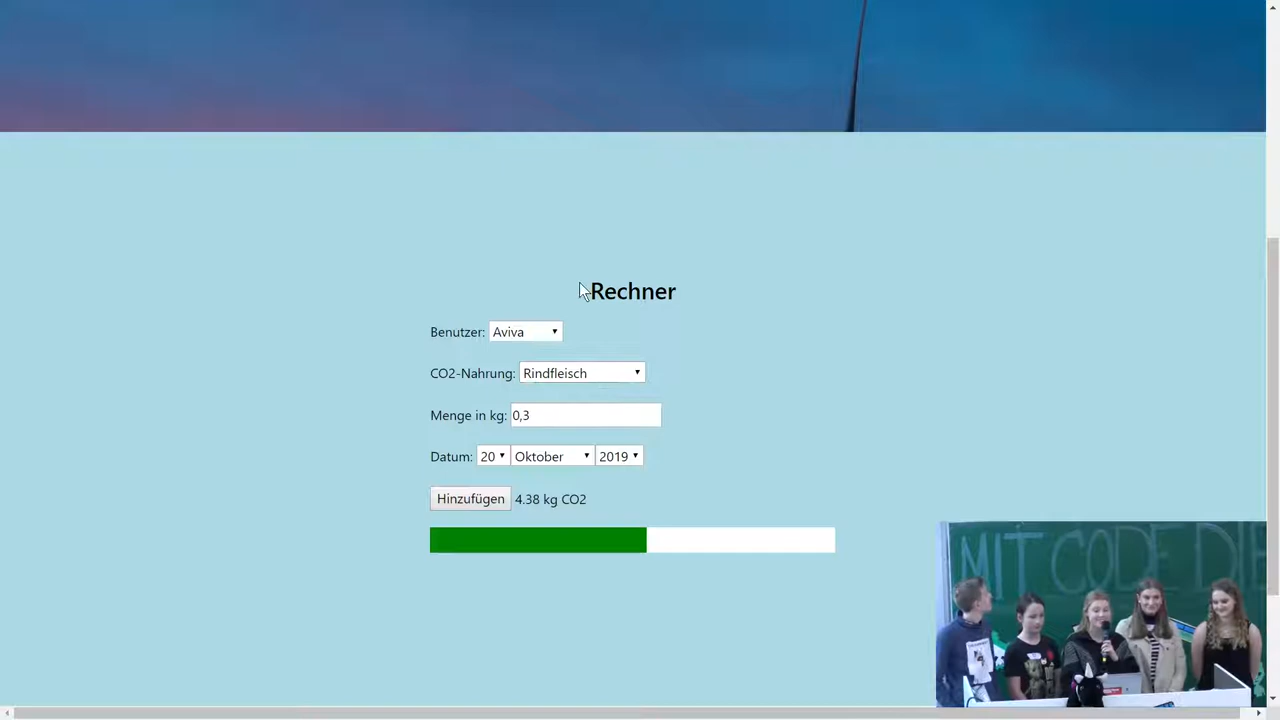 Rechner
Benutzer: Aviva
CO2-Nahrung: Rindfleisch
Menge in kg: 0,3
Datum: 20 Oktober 2019
Hinzufügen 4.38 kg CO2
MIT CODE DIE